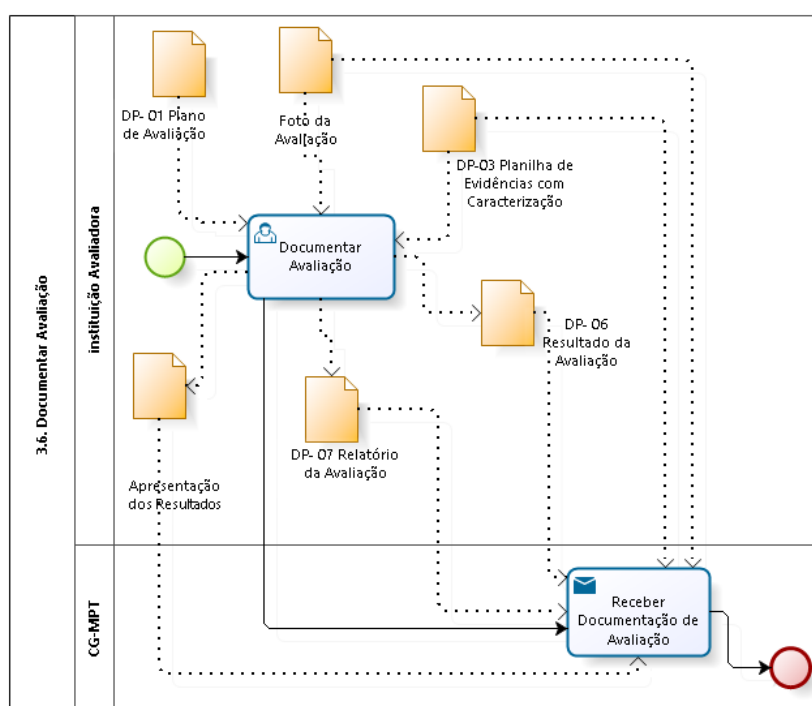 3.6. Documentar Avaliação
instituição Avaliadora
DP- 01 Plano
de Avaliação
Foto da
Avaliação
DP-03 Planilha de
Evidências com
Caracterização
Documentar
Avaliação
DP- 06
Resultado da
Avaliação
DP- 07 Relatório
da Avaliação
Apresentação
dos Resultados
CG-MPT
Receber
Documentação de
Avaliação